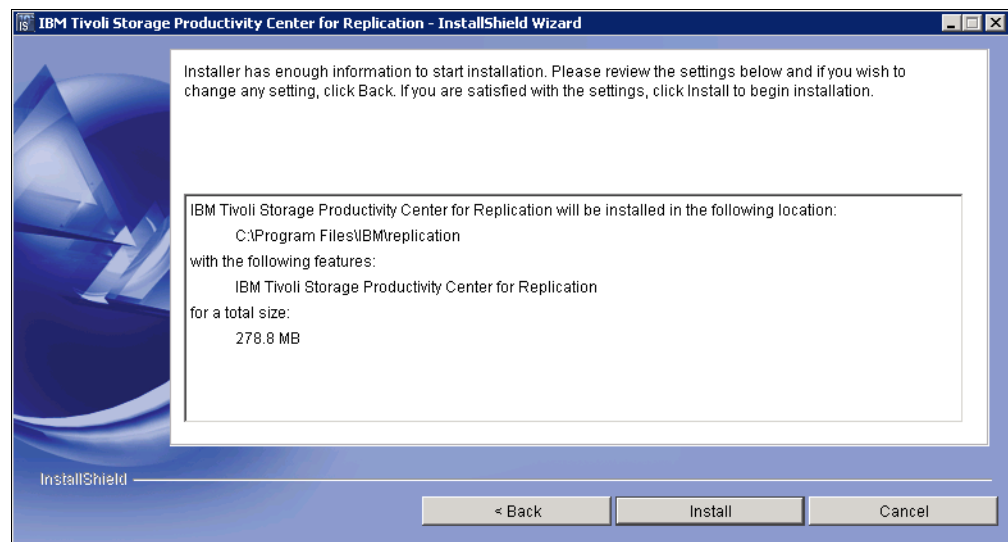 IBM Tivoli Storage Productivity Center for Replication - InstallShield Wizard
Installer has enough information to start installation. Please review the settings below and if you wish to
change any setting, click Back. If you are satisfied with the settings, click Install to begin installation.
IBM Tivoli Storage Productivity Center for Replication will be installed in the following location:
C:\Program Files\IBM\replication
with the following features:
IBM Tivoli Storage Productivity Center for Replication
for a total size:
278.8 MB
InstallShield
< Back
Install
Cancel